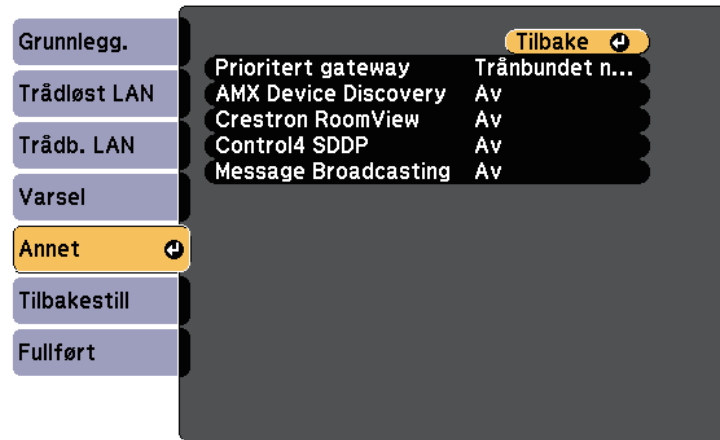 Grunnlegg.
Trådløst LAN
Trådb. LAN
Varsel
Annet
Tilbakestill
Fullført
Tilbake
Prioritert gateway Trånbundet n...
AMX Device Discovery Av
Crestron RoomView Av
Control4 SDDP Av
Message Broadcasting Av